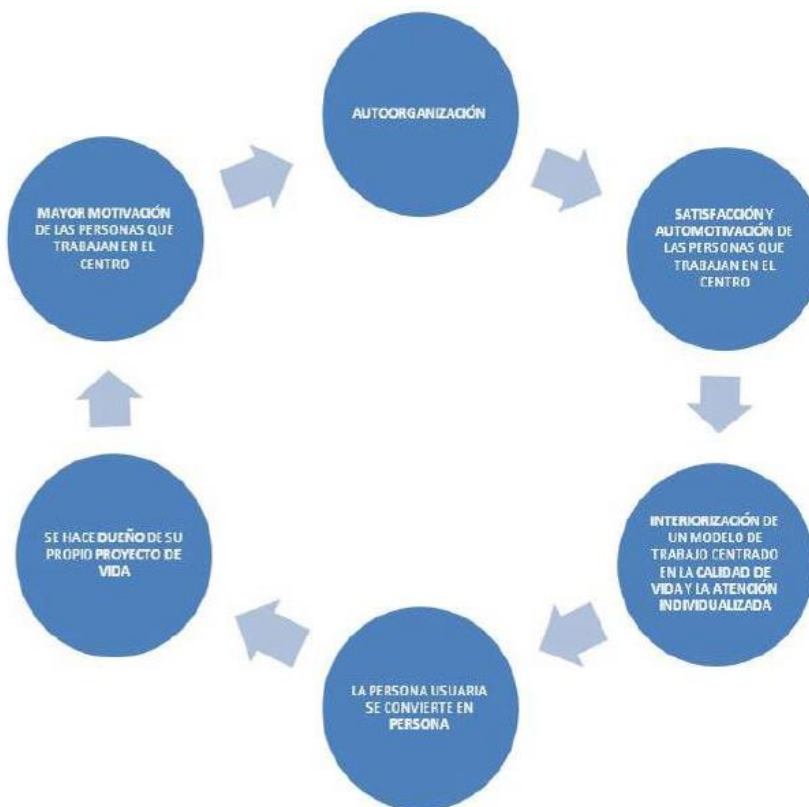 AUTOORGANIZACIÓN
SATISFACCIÓN Y
AUTOMOTIVACIÓN DE
LAS PERSONAS QUE
TRABAJAN EN EL
CENTRO
INTERIORIZACIÓN DE
UN MODELO DE
TRABAJO CENTRADO
EN LA CALIDAD DE
VIDA Y LA ATENCIÓN
INDIVIDUALIZADA
LA PERSONA USUARIA
SE CONVIERTE EN
PERSONA
SE HACE DUEÑO DE SU
PROPIO PROYECTO DE
VIDA
MAYOR MOTIVACIÓN
DE LAS PERSONAS QUE
TRABAJAN EN EL
CENTRO